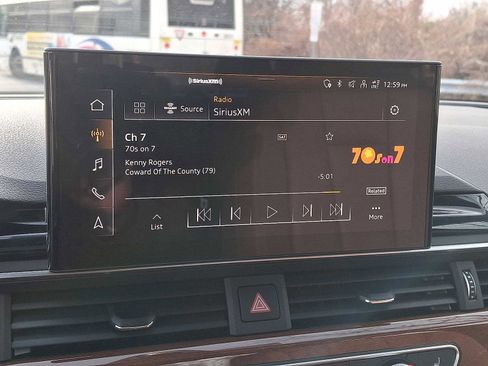 ((SiriusXM))
12:59 PM
Radio
Source
SiriusXM
Ch 7
70s on 7
SAT
Kenny Rogers
Coward Of The County (79)
70s on 7
-5:01
Related
List
More